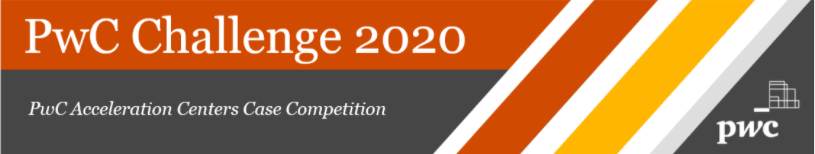 PwC Challenge 2020
PwC Acceleration Centers Case Competition
pwc